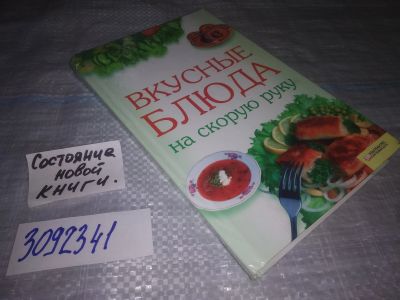 ВКУСНЫЕ
БЛЮДА
на скорую руку
Состояние
новой
книги.
3092341